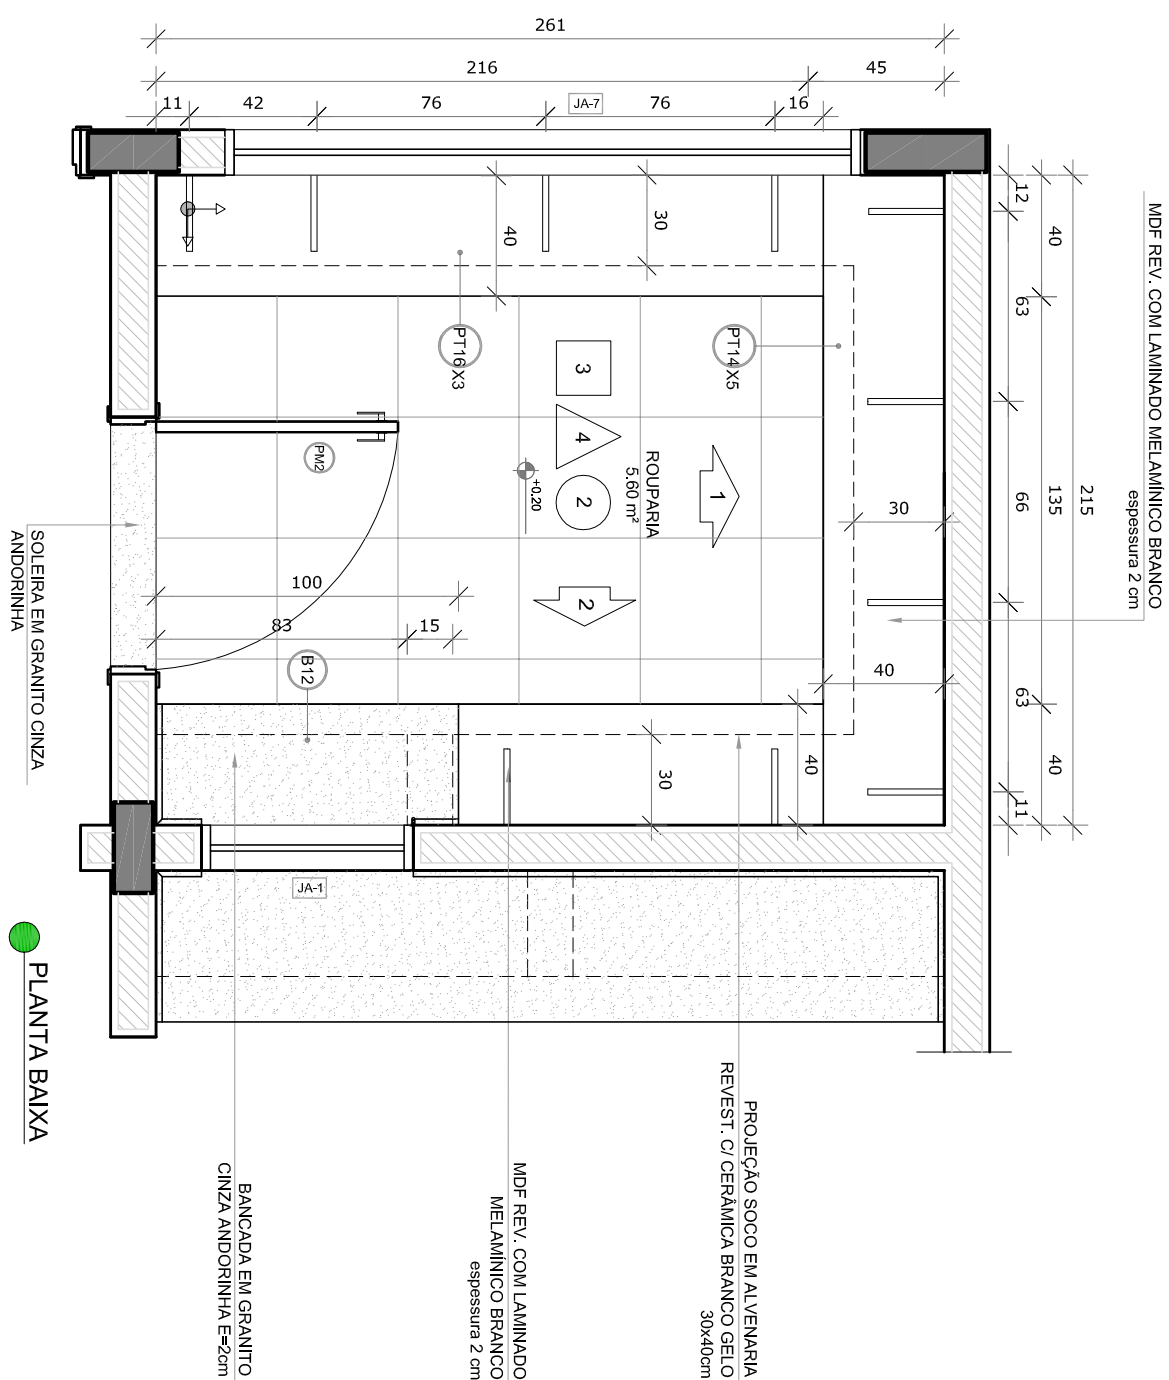 261
216
45
11
42
76
JA-7
76
16
12
40
63
66
135
215
63
40
11
MDF REV. COM LAMINADO MELAMÍNICO BRANCO
espessura 2 cm
30
40
PT16 X3
PT14 X5
3
4
2
1
2
ROUPARIA
5.60 m²
+0.20
PM2
30
40
100
83
15
B12
30
40
JA-1
SOLEIRA EM GRANITO CINZA
ANDORINHA
PROJEÇÃO SOCO EM ALVENARIA
REVEST. C/ CERÂMICA BRANCO GELO
30x40cm
MDF REV. COM LAMINADO
MELAMÍNICO BRANCO
espessura 2 cm
BANCADA EM GRANITO
CINZA ANDORINHA E=2cm
PLANTA BAIXA